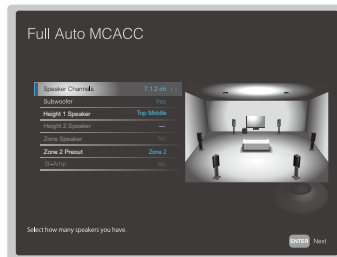 Full Auto MCACC
Speaker Channels 7.1.2 ch
Subwoofer Yes
Height 1 Speaker Top Middle
Height 2 Speaker ---
Zone Speaker No
Zone 2 Preout Zone 2
Bi-Amp No
Select how many speakers you have.
ENTER Next